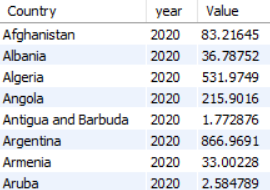 Country year Value
Afghanistan 2020 83.21645
Albania 2020 36.78752
Algeria 2020 531.9749
Angola 2020 215.9016
Antigua and Barbuda 2020 1.772876
Argentina 2020 866.9691
Armenia 2020 33.00228
Aruba 2020 2.584789